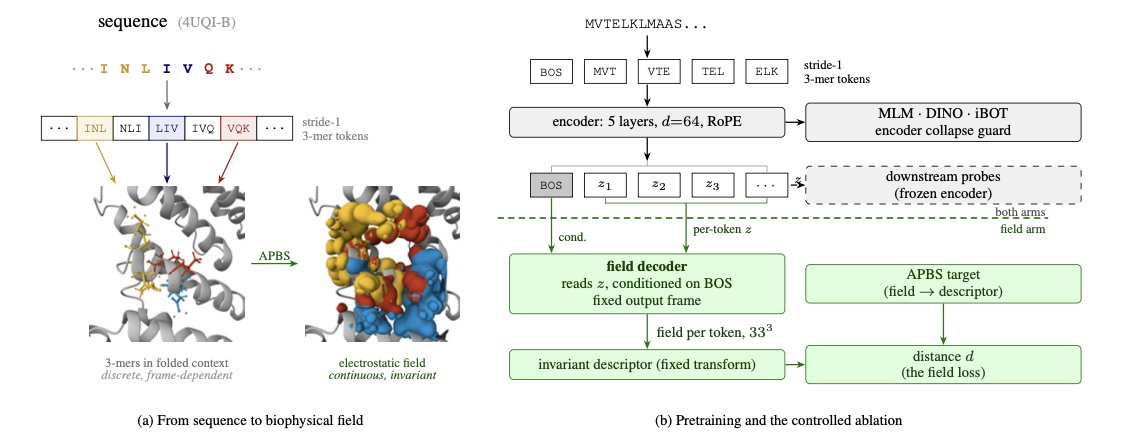 sequence (4UQI-B)
··· I N L I V Q K ···
··· INL NLI LIV IVQ VQK ···
stride-1
3-mer tokens
APBS
3-mers in folded context
discrete, frame-dependent
electrostatic field
continuous, invariant
(a) From sequence to biophysical field
MVTELKLMAAS...
BOS MVT VTE TEL ELK
stride-1
3-mer tokens
encoder: 5 layers, d=64, RoPE
MLM · DINO · iBOT
encoder collapse guard
BOS z₁ z₂ z₃ ...
z
downstream probes
(frozen encoder)
both arms
field arm
cond.
per-token z
field decoder
reads z, conditioned on BOS
fixed output frame
APBS target
(field → descriptor)
field per token, 33³
invariant descriptor (fixed transform)
distance d
(the field loss)
(b) Pretraining and the controlled ablation